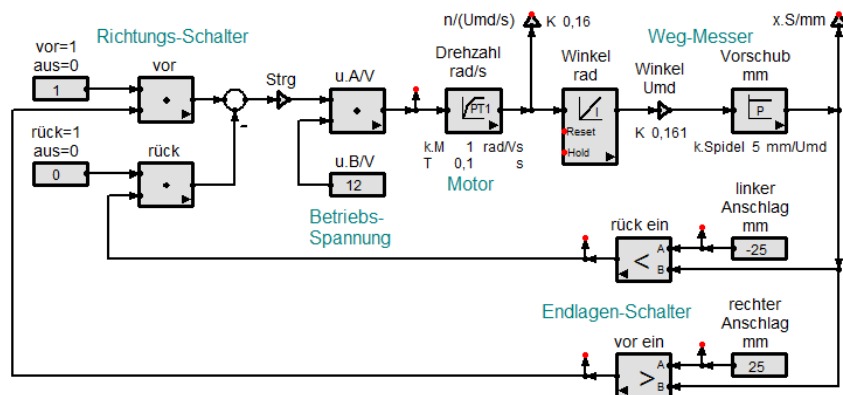 n/(Umd/s)
K 0,16
x.S/mm
Richtungs-Schalter
Weg-Messer
vor=1
aus=0
vor
1
Strg
u.A/V
Drehzahl
rad/s
PT1
k.M 1 rad/Vs
T 0,1 s
Motor
Winkel
rad
I
Reset
Hold
Winkel
Umd
K 0,161
Vorschub
mm
P
k.Spidel 5 mm/Umd
-
rück=1
aus=0
rück
0
u.B/V
12
Betriebs-
Spannung
rück ein
<
A
B
linker
Anschlag
mm
-25
Endlagen-Schalter
vor ein
>
A
B
rechter
Anschlag
mm
25